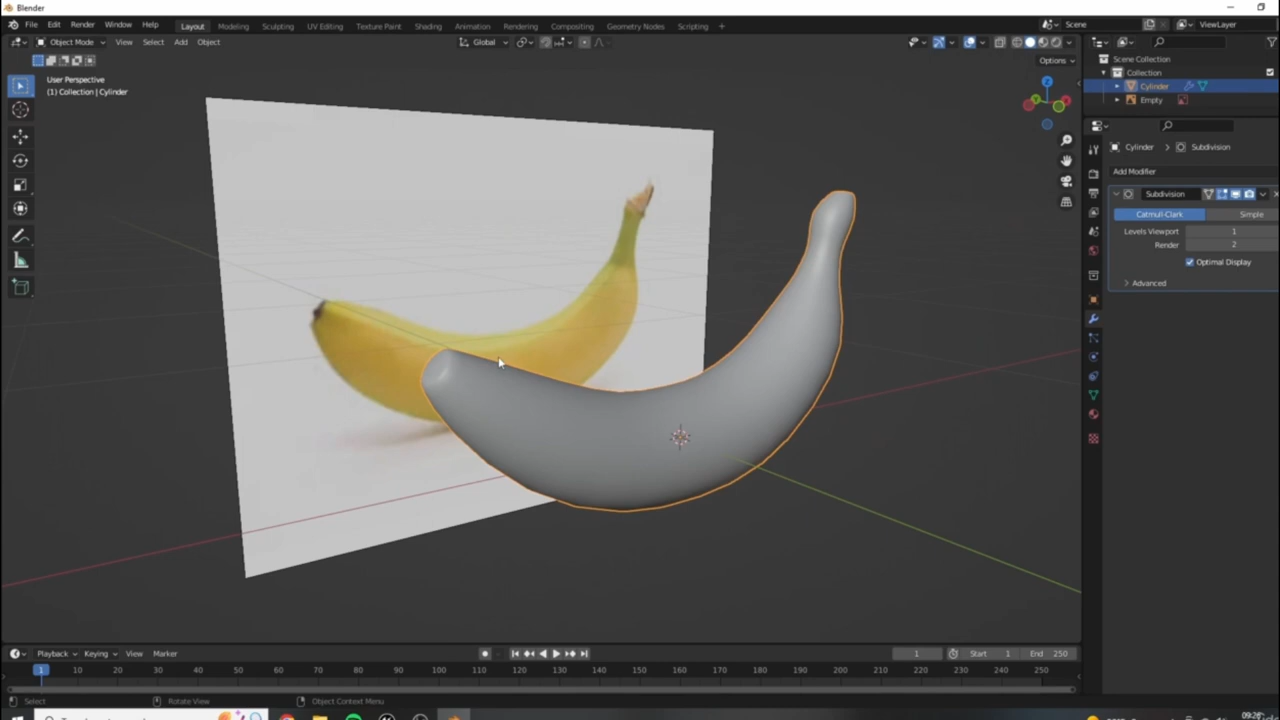 Blender
File Edit Render Window Help Layout Modeling Sculpting UV Editing Texture Paint Shading Animation Rendering Compositing Geometry Nodes Scripting + Scene ViewLayer
Object Mode View Select Add Object Global
Options
User Perspective
(1) Collection | Cylinder
Z
Scene Collection
Collection
Cylinder
Empty
Cylinder > Subdivision
Add Modifier
Subdivision
Catmull-Clark Simple
Levels Viewport 1
Render 2
Optimal Display
Advanced
Playback Keying View Marker 1 Start 1 End 250
1 10 20 30 40 50 60 70 80 90 100 110 120 130 140 150 160 170 180 190 200 210 220 230 240 250
Select Rotate View Object Context Menu